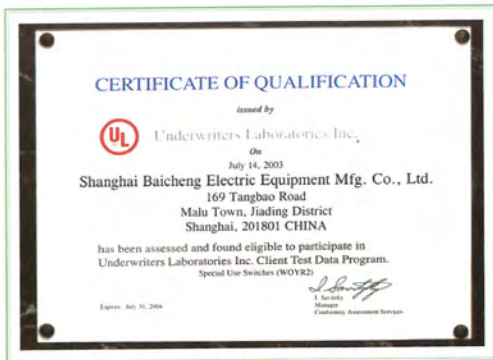 CERTIFICATE OF QUALIFICATION
issued by
UL
Underwriters Laboratories Inc.
On
July 14, 2003
Shanghai Baicheng Electric Equipment Mfg. Co., Ltd.
169 Tangbao Road
Malu Town, Jiading District
Shanghai, 201801 CHINA
has been assessed and found eligible to participate in
Underwriters Laboratories Inc. Client Test Data Program.
Special Use Switches (WOYR2)
Manager
Conformity Assessment Services
Expires July 31, 2004